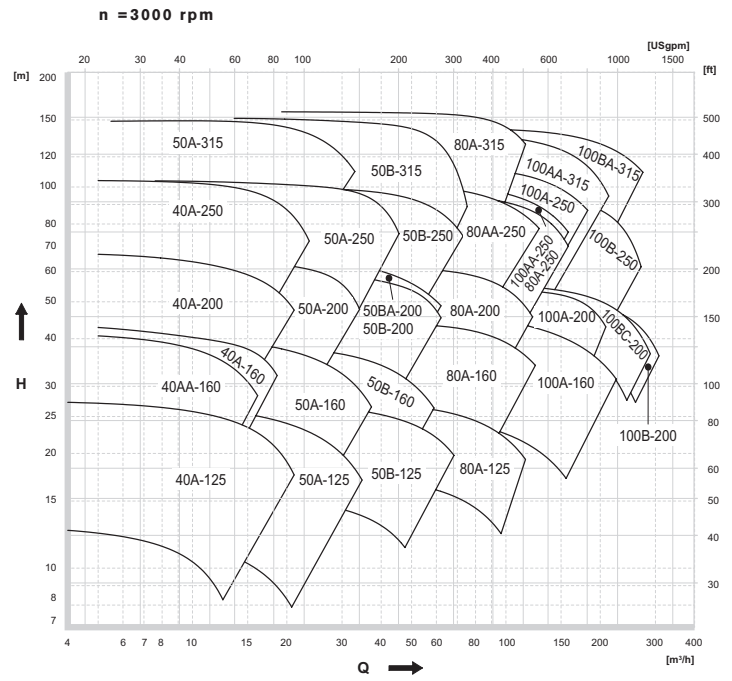 n =3000 rpm
[USgpm]
20 30 40 60 80 100 200 300 400 600 1000 1500
[m]
[ft]
200
150
120
100
80
70
60
50
40
30
25
20
15
10
8
7
500
400
300
200
150
100
80
60
50
40
30
H
50A-315
50B-315
80A-315
100BA-315
100AA-315
100A-250
40A-250
50A-250
50B-250
80AA-250
100AA-250
80A-250
100B-250
40A-200
50A-200
50BA-200
50B-200
80A-200
100A-200
100BC-200
40A-160
40AA-160
50A-160
50B-160
80A-160
100A-160
100B-200
40A-125
50A-125
50B-125
80A-125
4 6 7 8 10 15 20 30 40 50 60 80 100 150 200 300 400
Q
[m³/h]